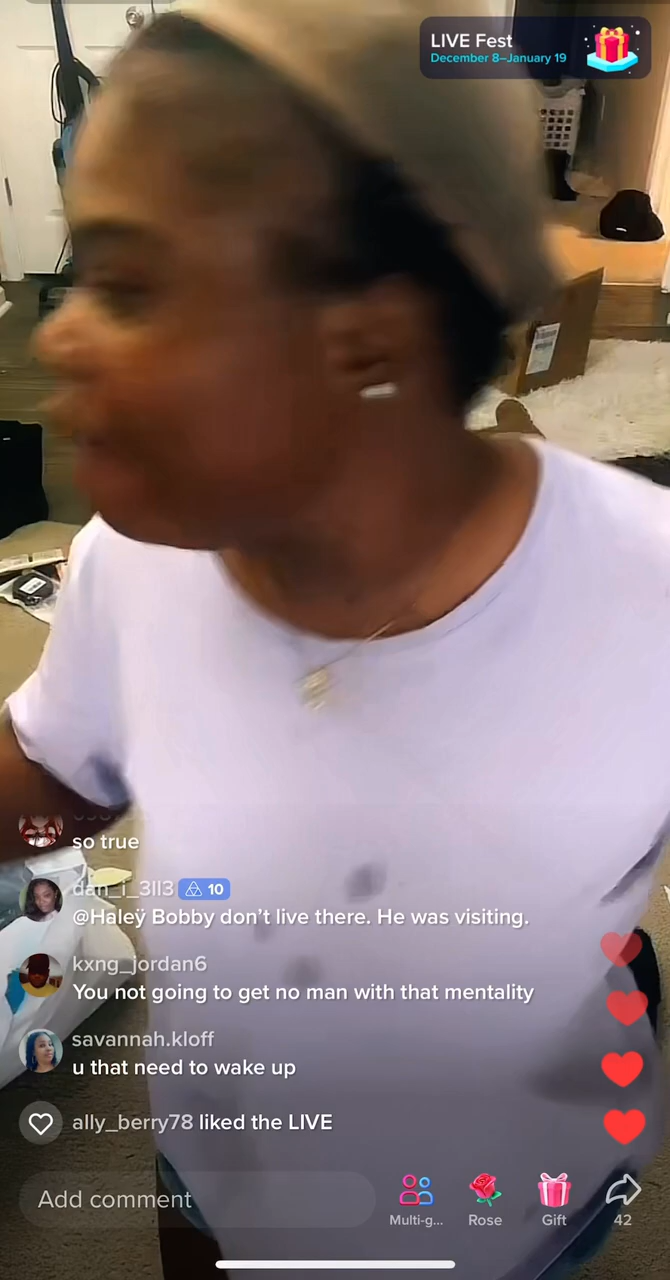 LIVE Fest
December 8–January 19
so true
dan_i_3ll3 10
@Haleÿ Bobby don't live there. He was visiting.
kxng_jordan6
You not going to get no man with that mentality
savannah.kloff
u that need to wake up
ally_berry78 liked the LIVE
Add comment
Multi-g...
Rose
Gift
42